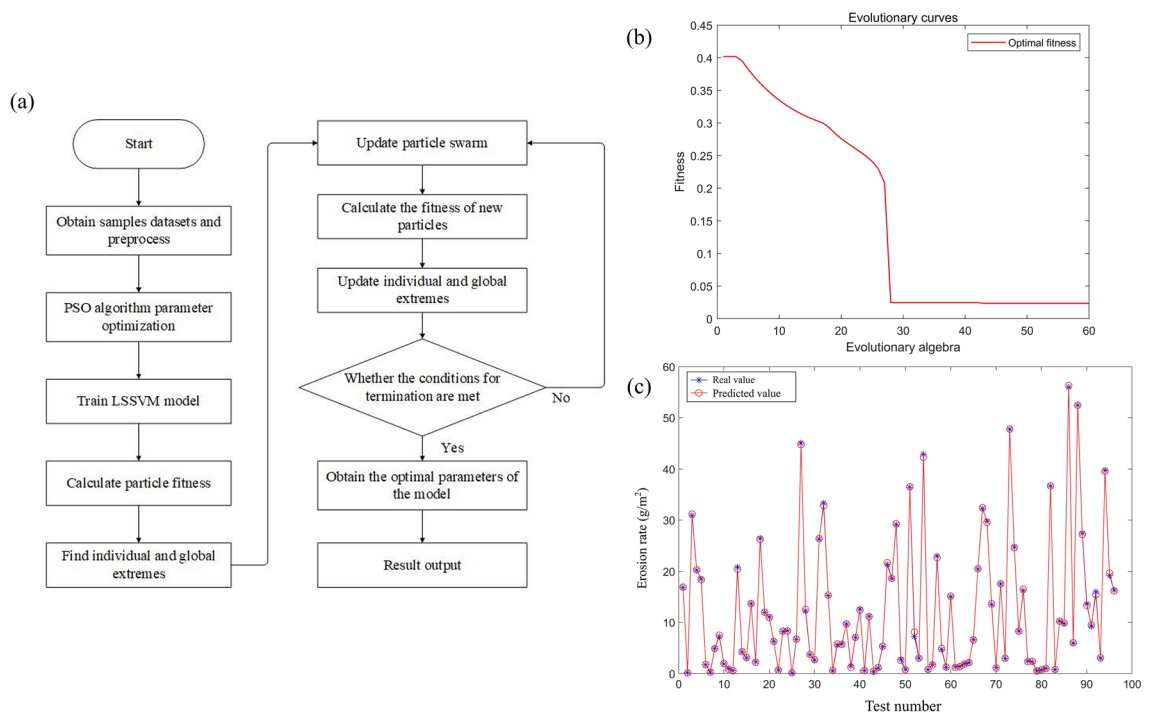 (a)
Start
Obtain samples datasets and
preprocess
PSO algorithm parameter
optimization
Train LSSVM model
Calculate particle fitness
Find individual and global
extremes
Update particle swarm
Calculate the fitness of new
particles
Update individual and global
extremes
Whether the conditions for
termination are met
No
Yes
Obtain the optimal parameters of
the model
Result output
(b)
Evolutionary curves
Optimal fitness
Fitness
0.45
0.4
0.35
0.3
0.25
0.2
0.15
0.1
0.05
0
0 10 20 30 40 50 60
Evolutionary algebra
(c)
Real value
Predicted value
Erosion rate (g/m²)
60
50
40
30
20
10
0
0 10 20 30 40 50 60 70 80 90 100
Test number